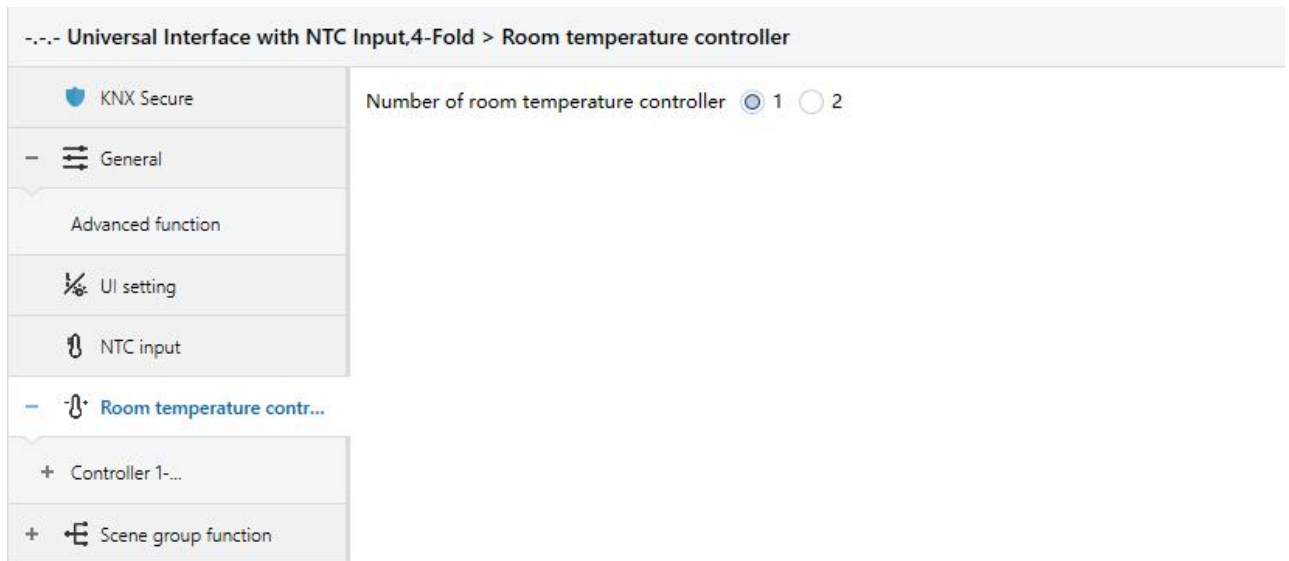 -.-.- Universal Interface with NTC Input,4-Fold > Room temperature controller
KNX Secure
Number of room temperature controller 1 2
General
Advanced function
UI setting
NTC input
Room temperature contr...
Controller 1-...
Scene group function